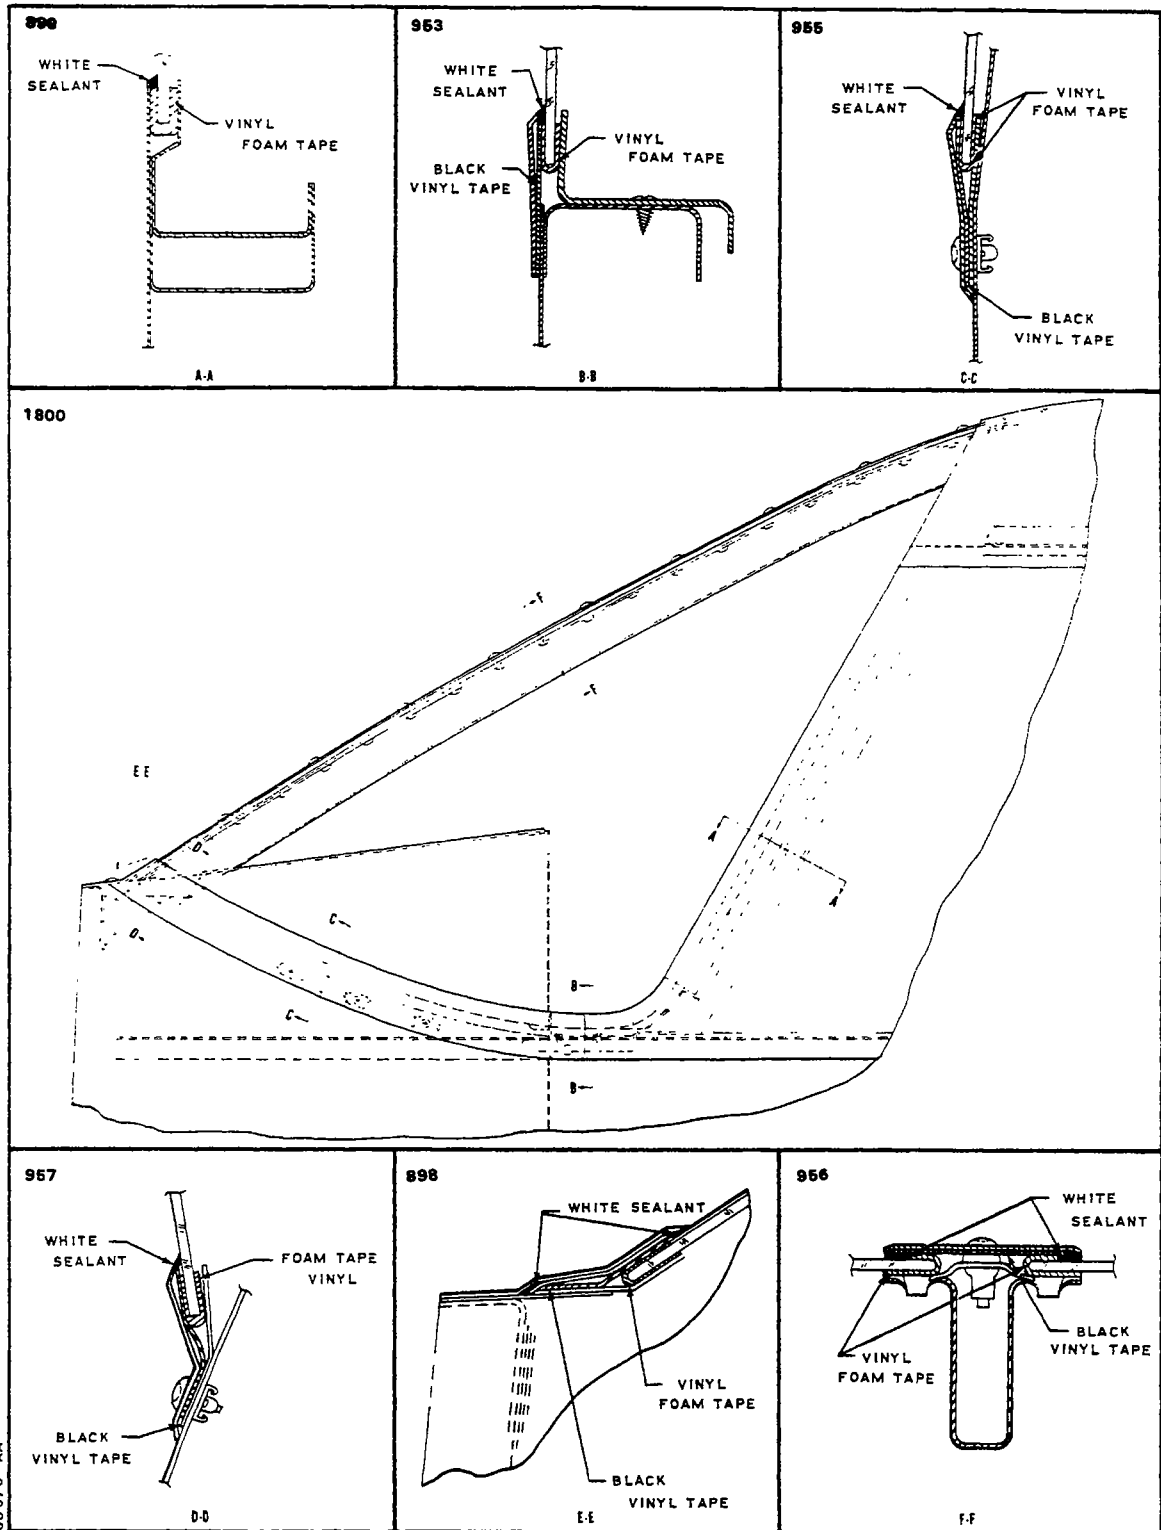 899
WHITE
SEALANT
VINYL
FOAM TAPE
A-A
953
WHITE
SEALANT
VINYL
FOAM TAPE
BLACK
VINYL TAPE
B-B
955
WHITE
SEALANT
VINYL
FOAM TAPE
BLACK
VINYL TAPE
C-C
1800
F
F
E E
D
D
C
C
A
A
B
B
957
WHITE
SEALANT
FOAM TAPE
VINYL
BLACK
VINYL TAPE
D-D
898
WHITE SEALANT
VINYL
FOAM TAPE
BLACK
VINYL TAPE
E-E
956
WHITE
SEALANT
BLACK
VINYL TAPE
VINYL
FOAM TAPE
F-F